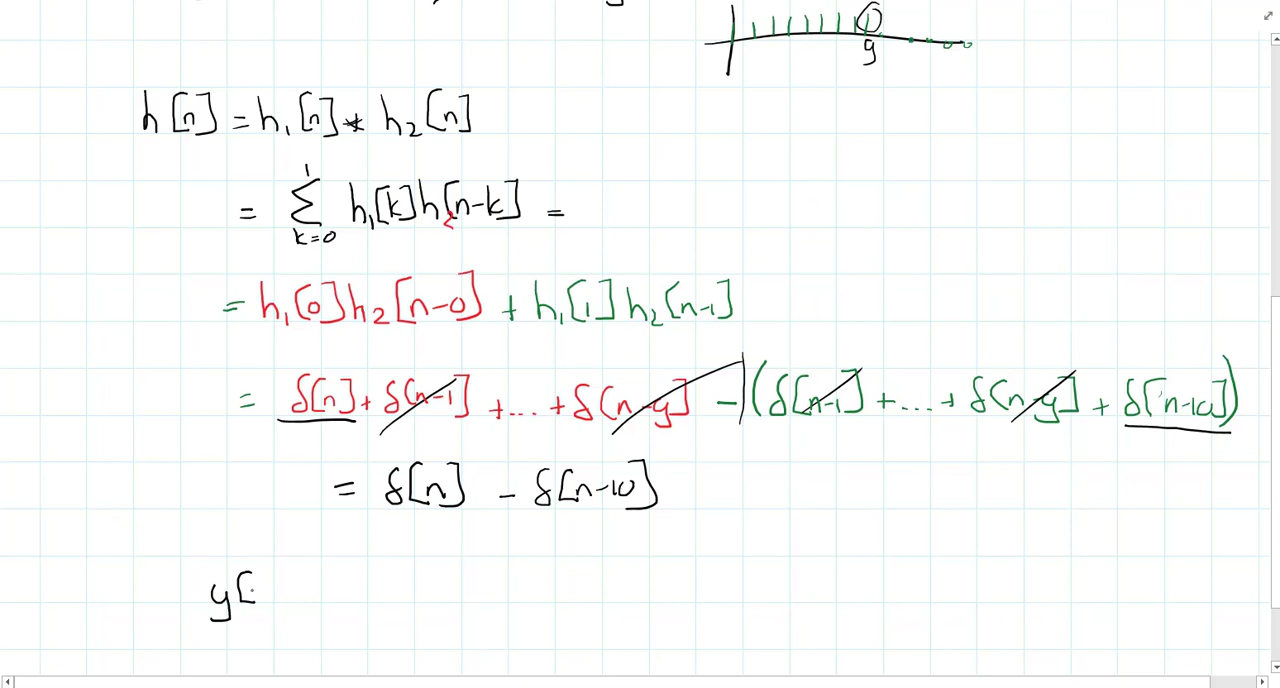 9
h[n] = h₁[n] * h₂[n]
= ∑_{k=0}^{1} h₁[k]h₂[n-k] =
= h₁[0]h₂[n-0] + h₁[1]h₂[n-1]
= δ[n] + δ[n-1] + ... + δ[n-9] - (δ[n-1] + ... + δ[n-9] + δ[n-10])
= δ[n] - δ[n-10]
y[